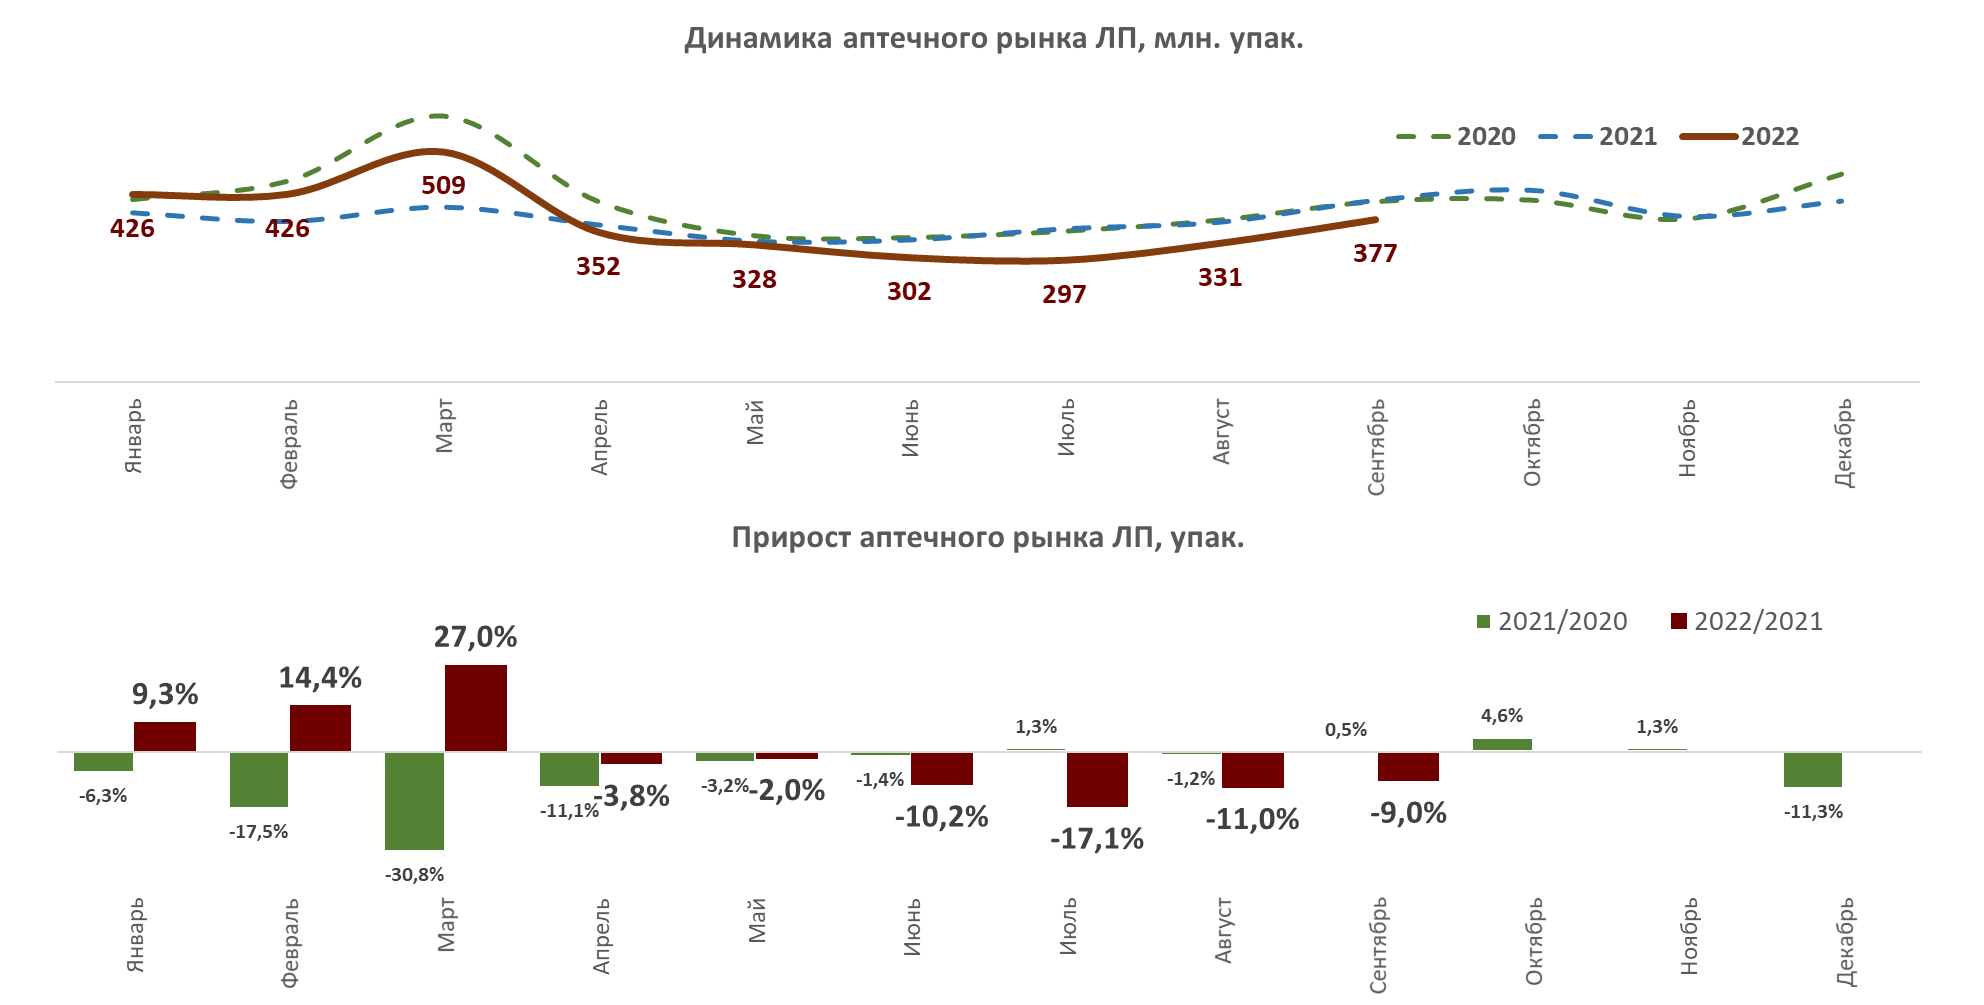 Динамика аптечного рынка ЛП, млн. упак.
2020 2021 2022
426 426 509 352 328 302 297 331 377
Январь Февраль Март Апрель Май Июнь Июль Август Сентябрь Октябрь Ноябрь Декабрь
Прирост аптечного рынка ЛП, упак.
2021/2020 2022/2021
9,3% 14,4% 27,0% -3,8% -2,0% -10,2% -17,1% -11,0% -9,0%
-6,3% -17,5% -30,8% -11,1% -3,2% -1,4% 1,3% -1,2% 0,5% 4,6% 1,3% -11,3%
Январь Февраль Март Апрель Май Июнь Июль Август Сентябрь Октябрь Ноябрь Декабрь